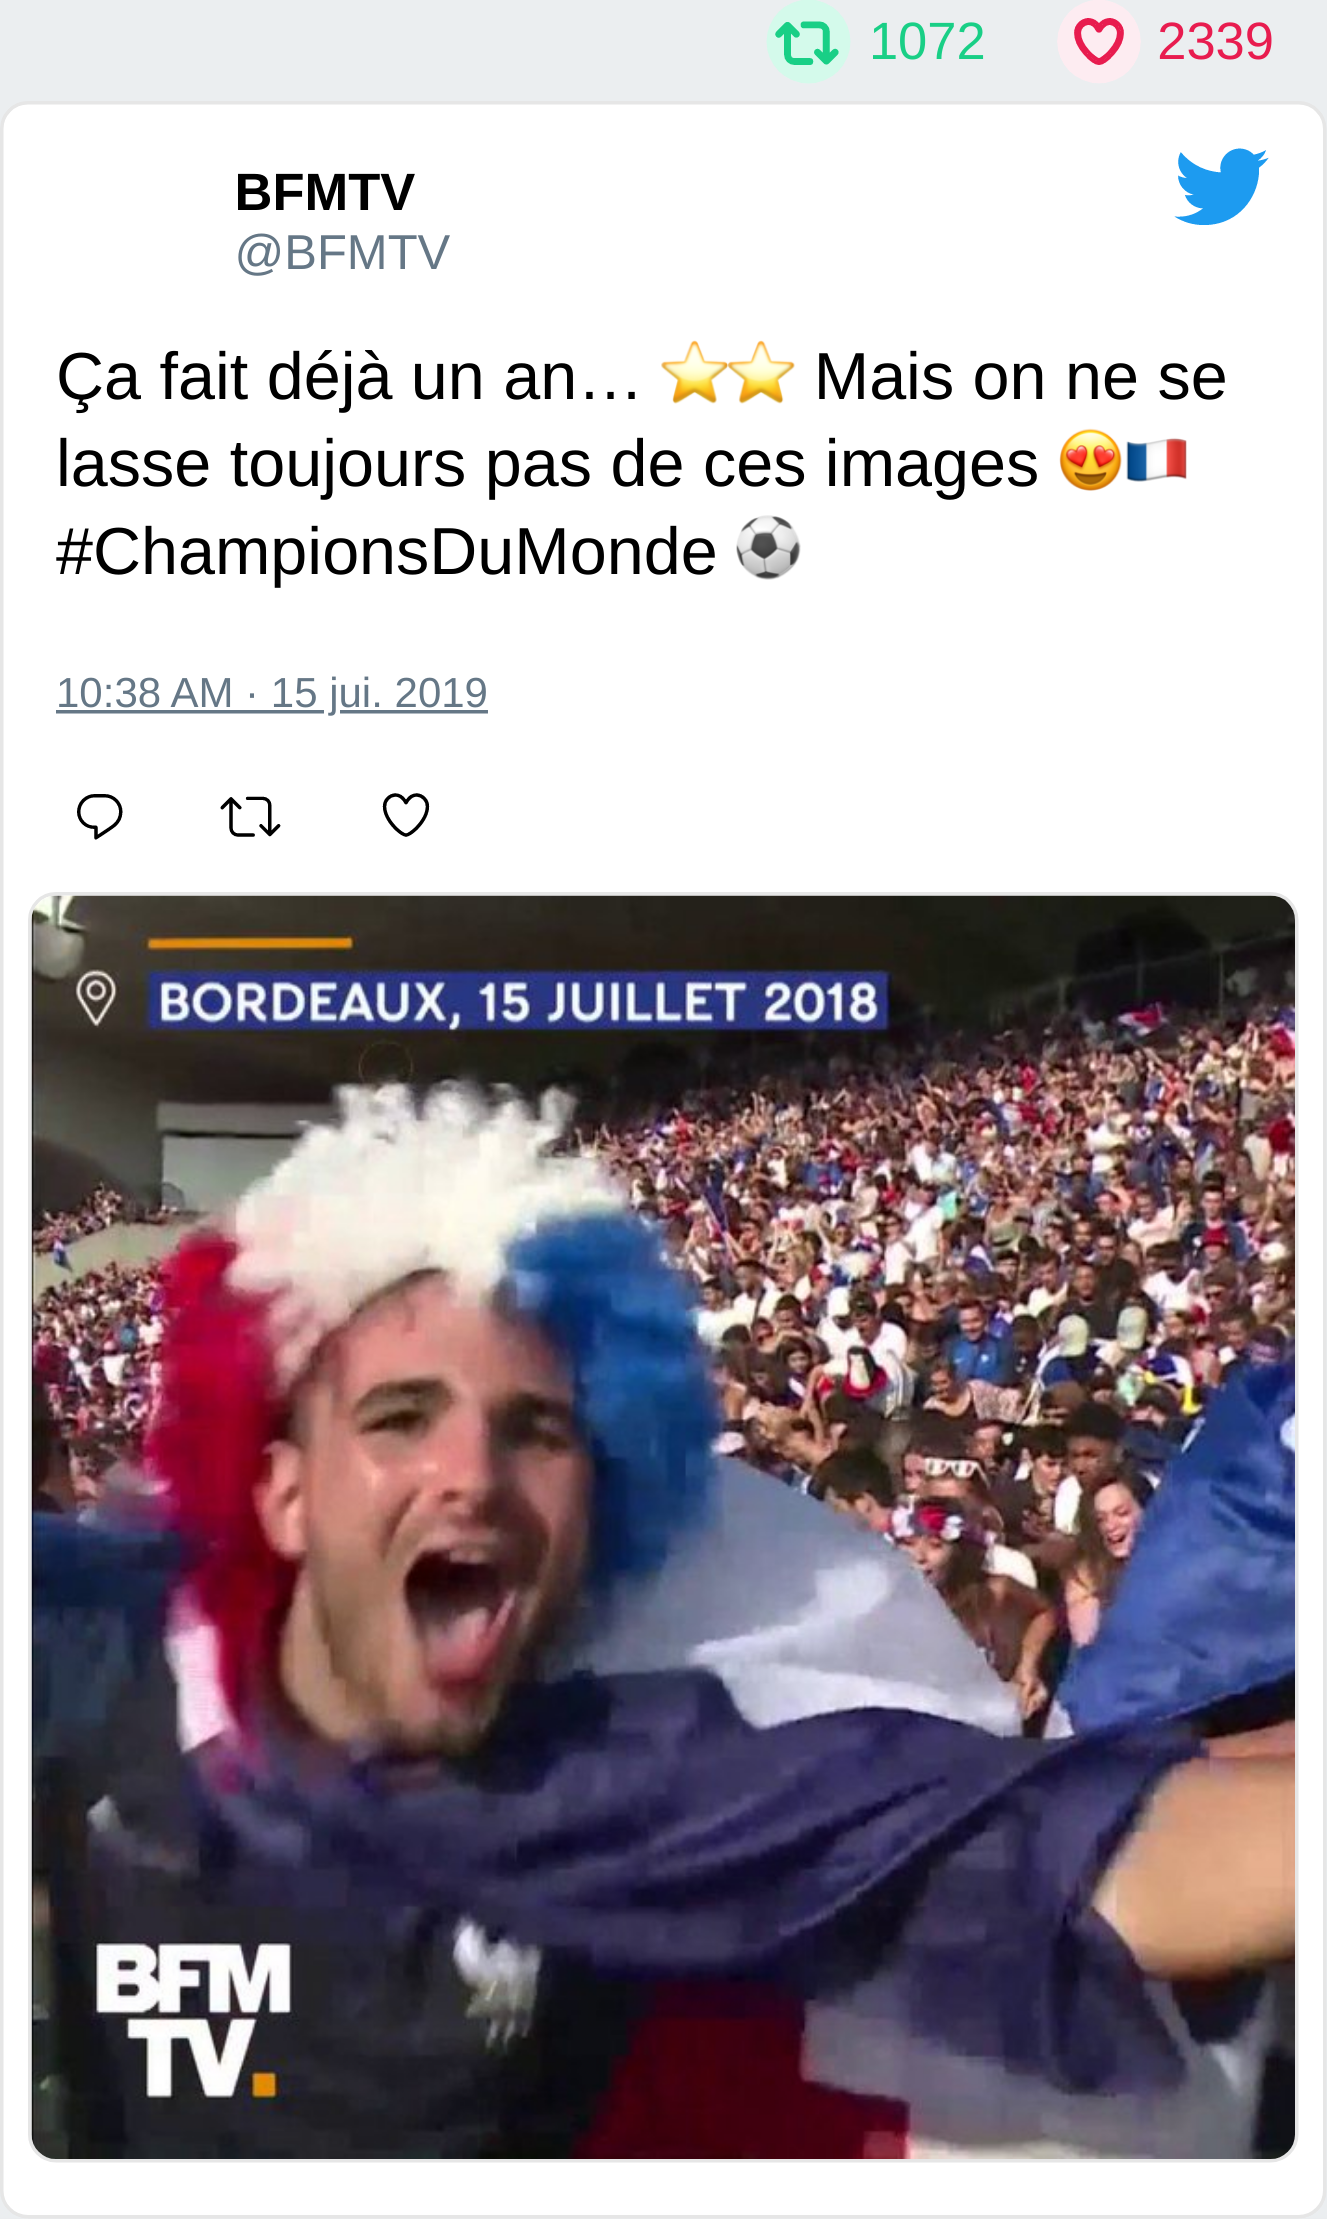 1072 2339
BFMTV
@BFMTV
Ça fait déjà un an… ⭐⭐ Mais on ne se
lasse toujours pas de ces images 😍🇫🇷
#ChampionsDuMonde ⚽
10:38 AM · 15 jui. 2019
BORDEAUX, 15 JUILLET 2018
BFM
TV.